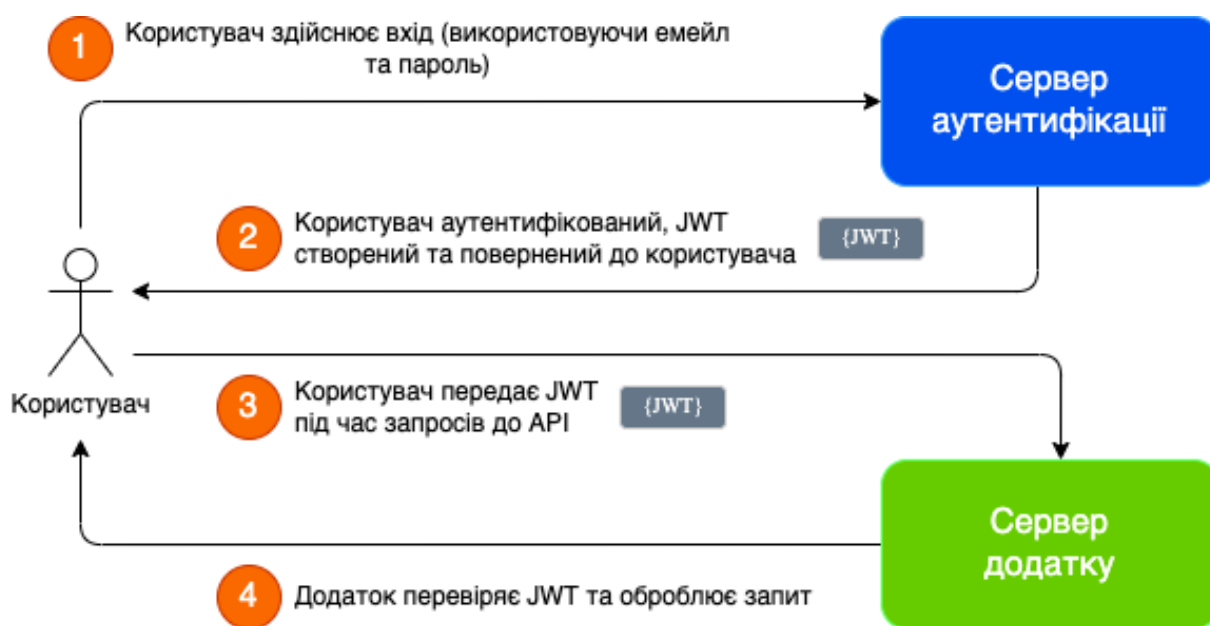 1
Користувач здійснює вхід (використовуючи емейл
та пароль)
Сервер
аутентифікації
2
Користувач аутентифікований, JWT
створений та повернений до користувача
{JWT}
Користувач
3
Користувач передає JWT
під час запросів до API
{JWT}
Сервер
додатку
4
Додаток перевіряє JWT та оброблює запит